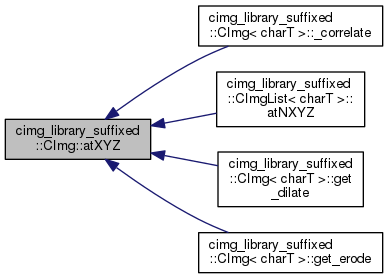 cimg_library_suffixed
::CImg< charT >::_correlate
cimg_library_suffixed
::CImgList< charT >::
atNXYZ
cimg_library_suffixed
::CImg::atXYZ
cimg_library_suffixed
::CImg< charT >::get
_dilate
cimg_library_suffixed
::CImg< charT >::get_erode